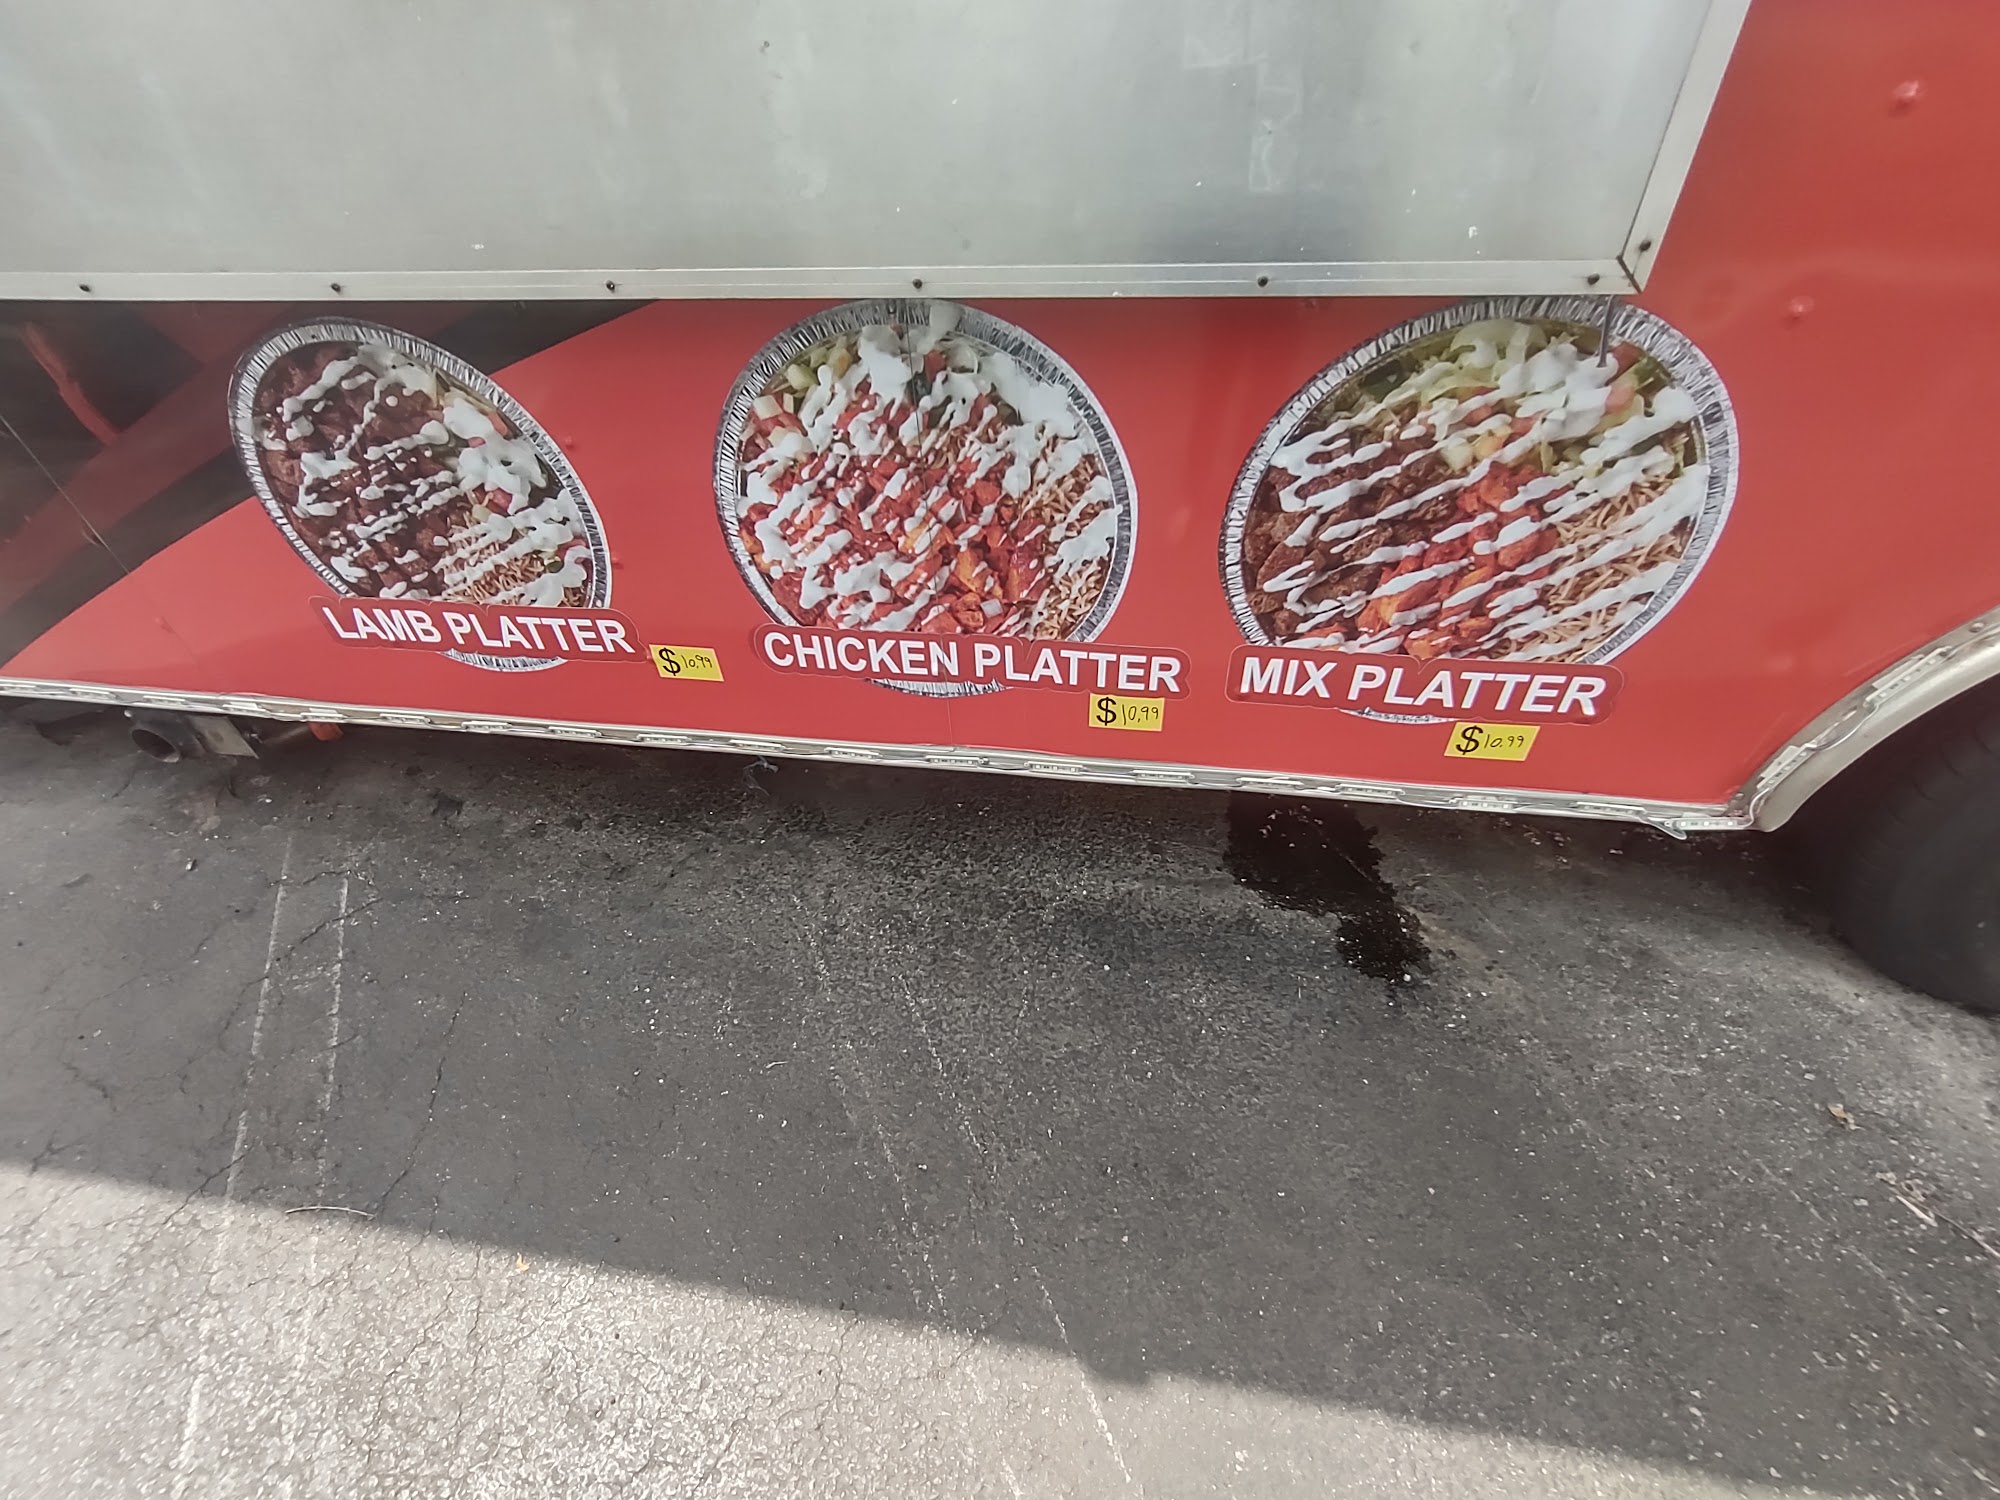 LAMB PLATTER
$10.99
CHICKEN PLATTER
$10,99
MIX PLATTER
$10.99